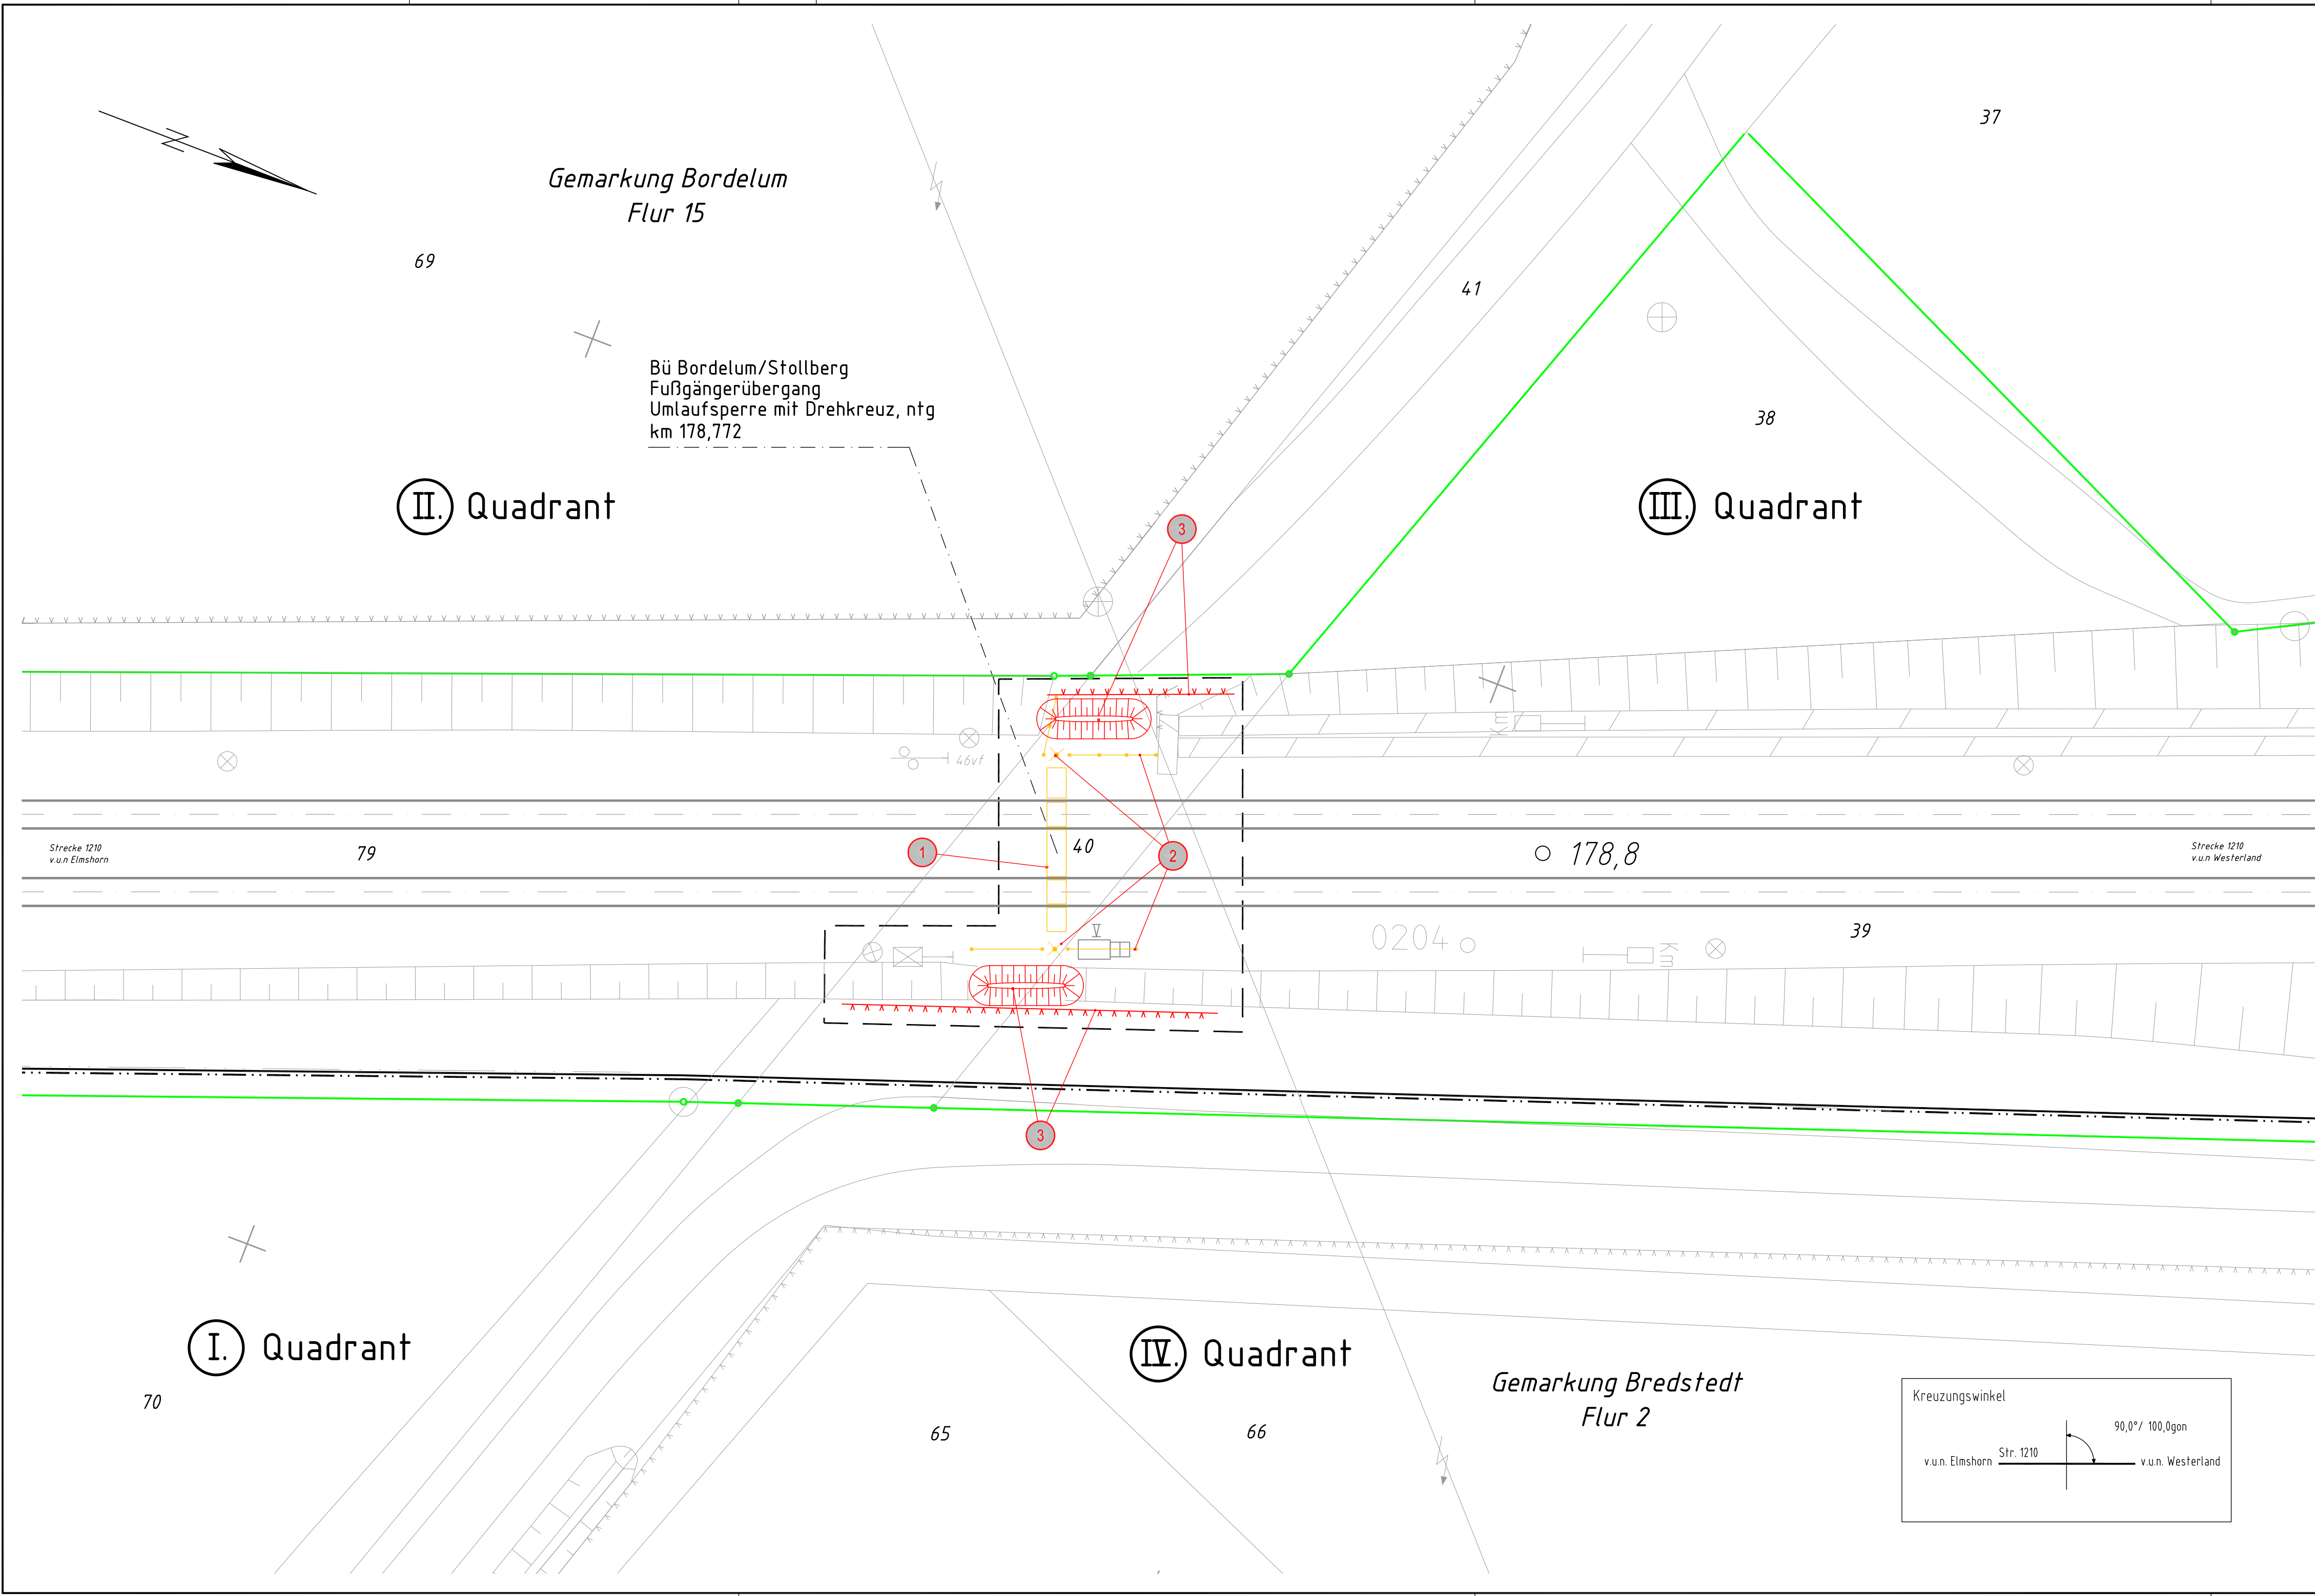 37
Gemarkung Bordelum
Flur 15
69
41
Bü Bordelum/Stollberg
Fußgängerübergang
Umlaufsperre mit Drehkreuz, ntg
km 178,772
38
II. Quadrant
III. Quadrant
3
Km
46vf
Strecke 1210
v.u.n Elmshorn
79
1
40
2
178,8
Strecke 1210
v.u.n Westerland
V
0204
Km
39
3
I. Quadrant
IV. Quadrant
Gemarkung Bredstedt
Flur 2
70
65
66
Kreuzungswinkel
90,0°/ 100,0gon
Str. 1210
v.u.n. Elmshorn
v.u.n. Westerland